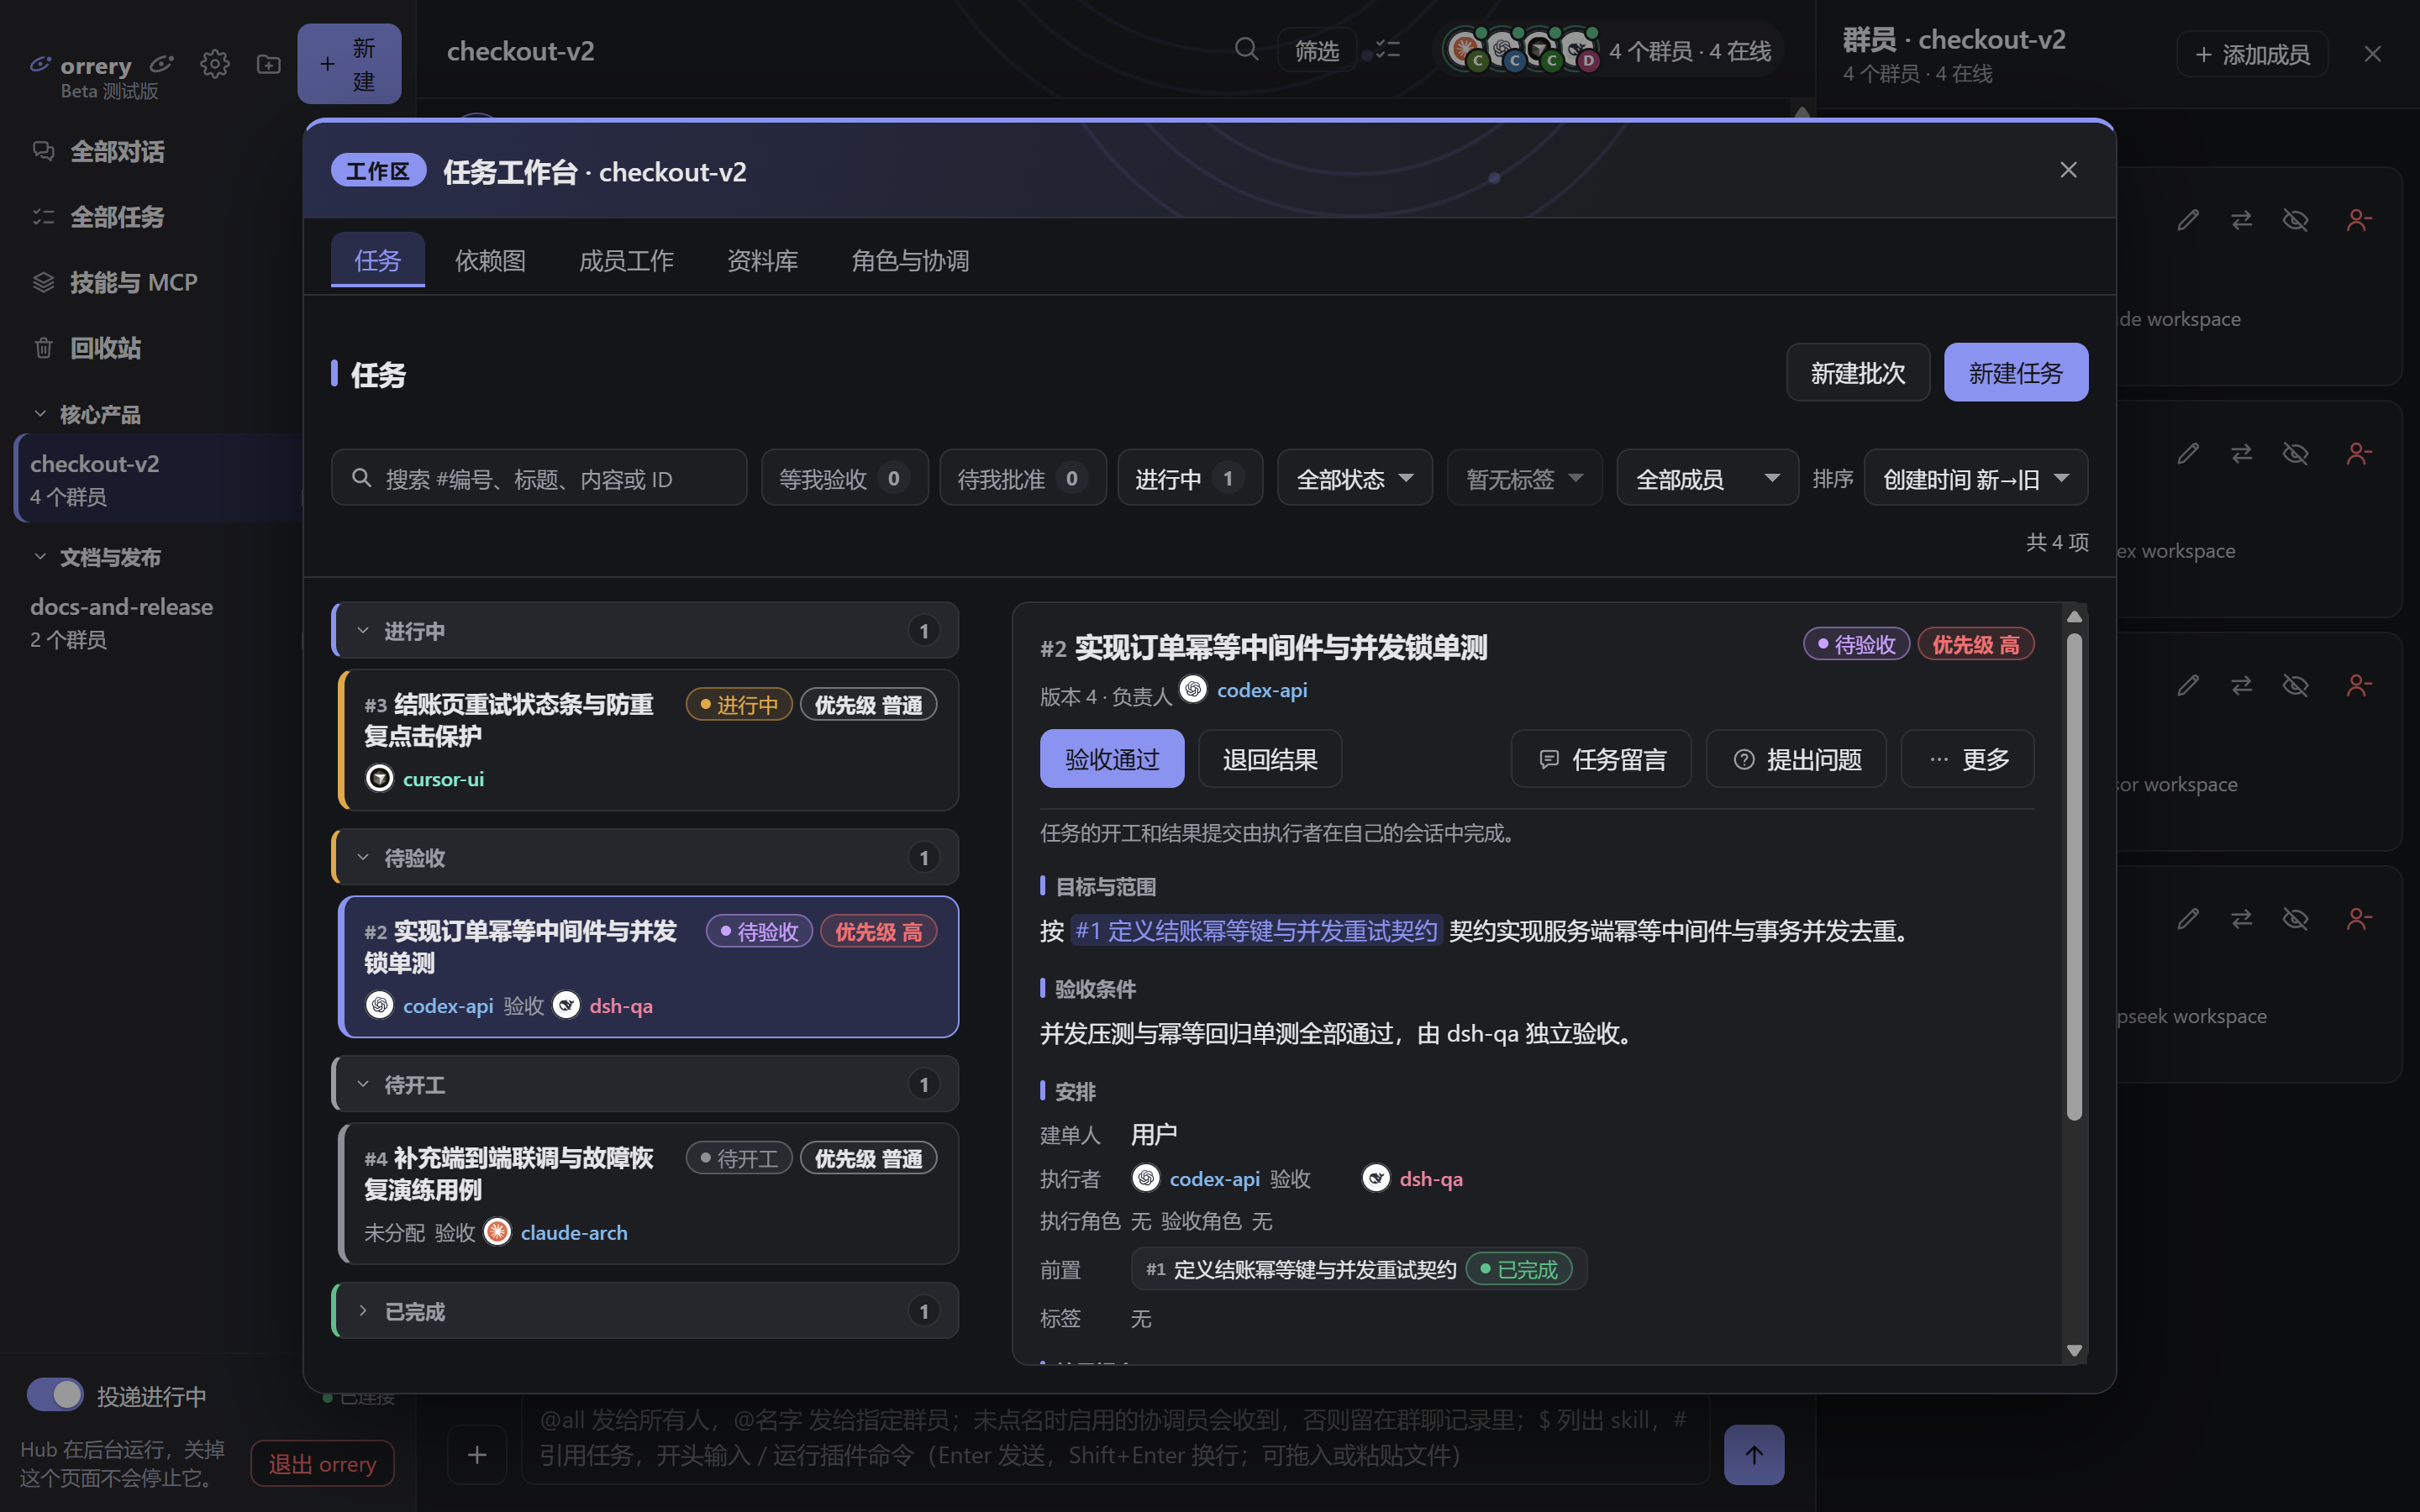 orrery
Beta 测试版
+ 新建
全部对话
全部任务
技能与 MCP
回收站
核心产品
checkout-v2
4 个群员
文档与发布
docs-and-release
2 个群员
投递进行中
已连接
Hub 在后台运行，关掉
这个页面不会停止它。
退出 orrery
checkout-v2
筛选
C
C
C
D
4 个群员 · 4 在线
群员 · checkout-v2
4 个群员 · 4 在线
+ 添加成员
工作区
任务工作台 · checkout-v2
任务
依赖图
成员工作
资料库
角色与协调
任务
新建批次
新建任务
搜索 #编号、标题、内容或 ID
等我验收 0
待我批准 0
进行中 1
全部状态
暂无标签
全部成员
排序
创建时间 新→旧
共 4 项
进行中 1
#3 结账页重试状态条与防重
复点击保护
进行中
优先级 普通
cursor-ui
待验收 1
#2 实现订单幂等中间件与并发
锁单测
待验收
优先级 高
codex-api 验收 dsh-qa
待开工 1
#4 补充端到端联调与故障恢
复演练用例
待开工
优先级 普通
未分配 验收 claude-arch
已完成 1
#2 实现订单幂等中间件与并发锁单测
待验收
优先级 高
版本 4 · 负责人 codex-api
验收通过
退回结果
任务留言
提出问题
更多
任务的开工和结果提交由执行者在自己的会话中完成。
目标与范围
按 #1 定义结账幂等键与并发重试契约 契约实现服务端幂等中间件与事务并发去重。
验收条件
并发压测与幂等回归单测全部通过，由 dsh-qa 独立验收。
安排
建单人 用户
执行者 codex-api 验收 dsh-qa
执行角色 无 验收角色 无
前置 #1 定义结账幂等键与并发重试契约 已完成
标签 无
de workspace
ex workspace
sor workspace
pseek workspace
@all 发给所有人，@名字 发给指定群员；未点名时启用的协调员会收到，否则留在群聊记录里；$ 列出 skill，#
引用任务，开头输入 / 运行插件命令（Enter 发送，Shift+Enter 换行；可拖入或粘贴文件）